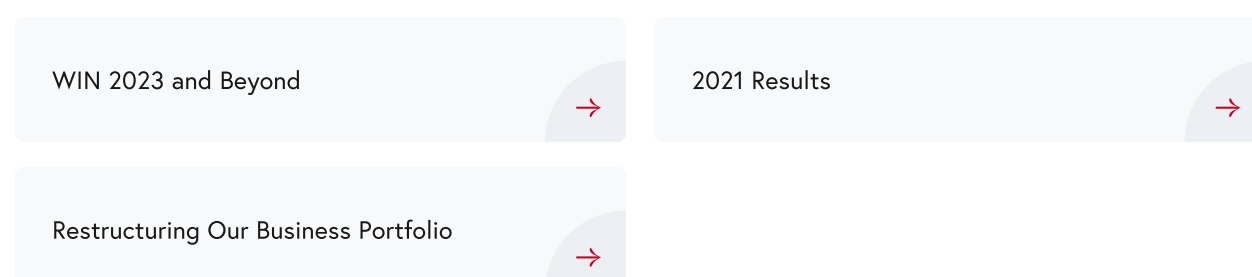 WIN 2023 and Beyond
2021 Results
Restructuring Our Business Portfolio